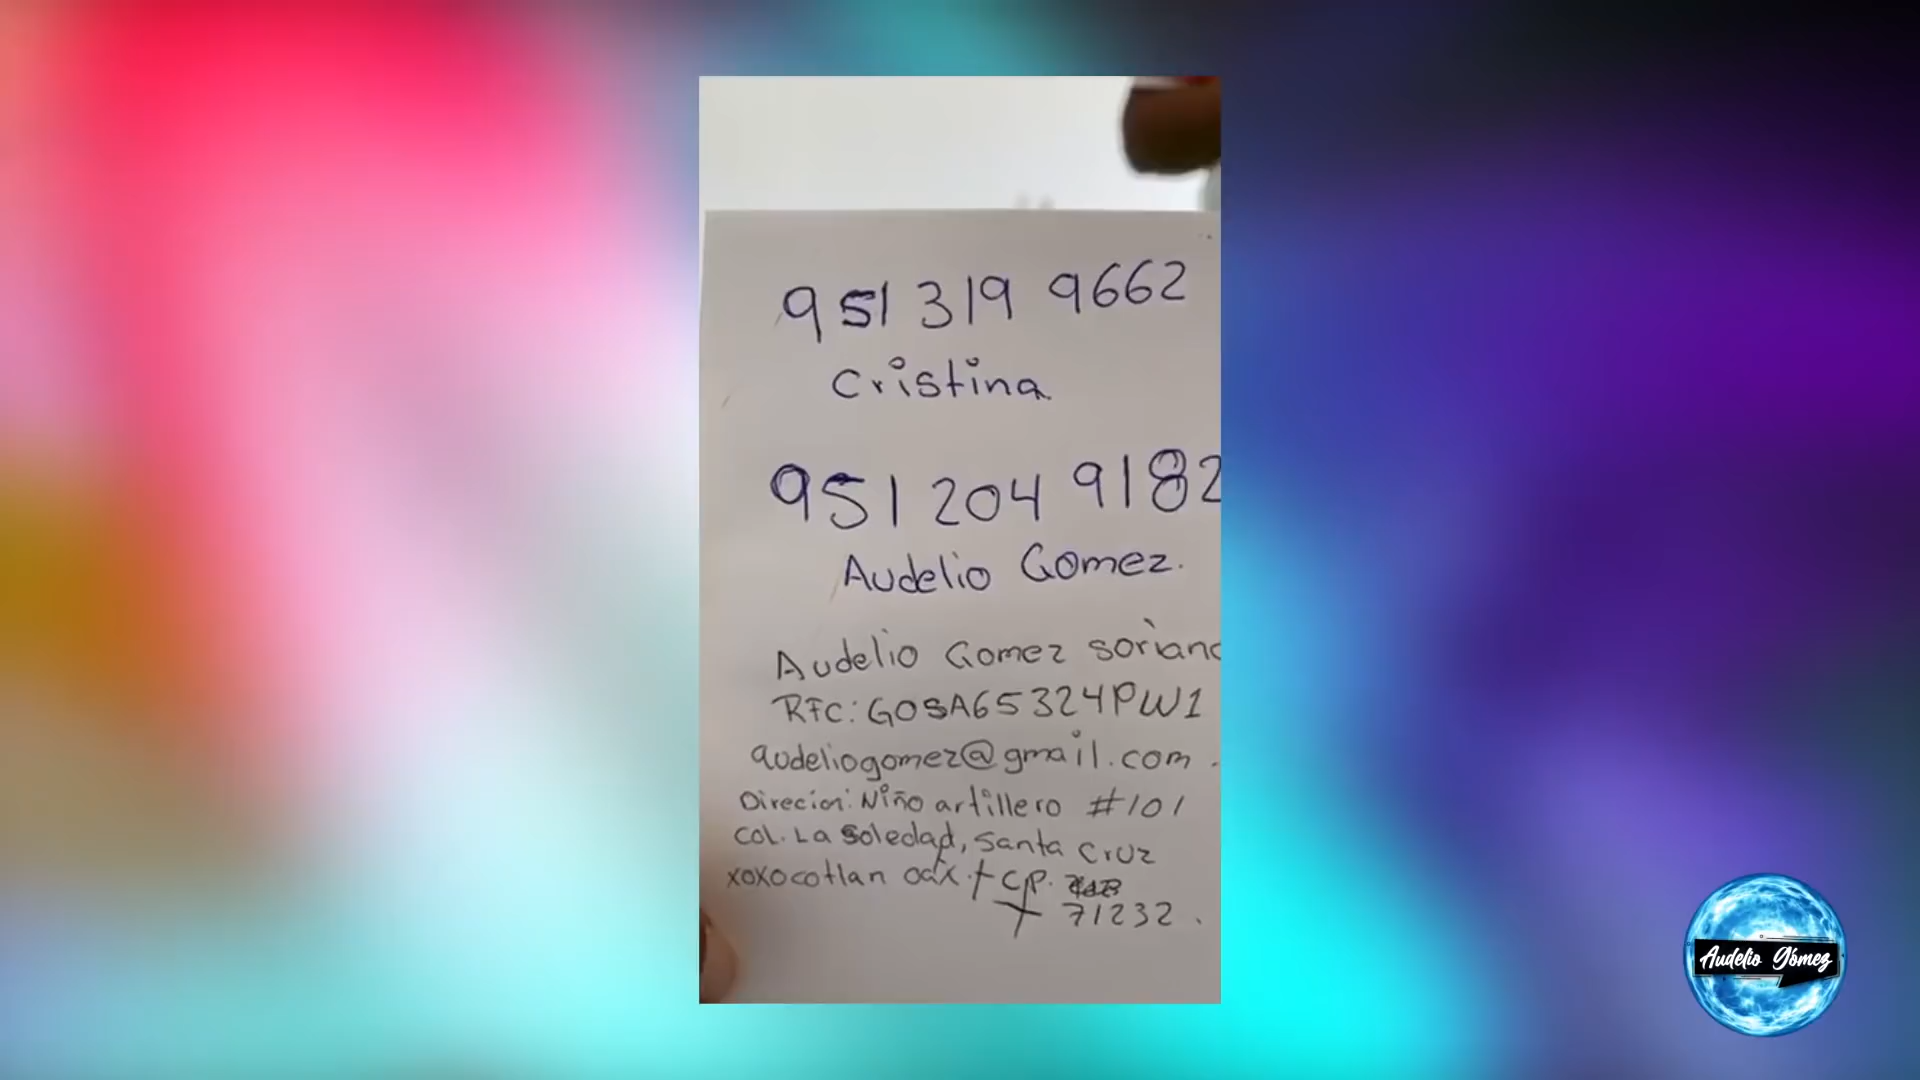 951 319 9662
Cristina
951 204 9182
Audelio Gomez.
Audelio Gomez soriano
RFC: GOSA65324PW1
audeliogomez@gmail.com.
Direcion: Niño artillero #101
COL. La soledad, santa cruz
xoxocotlan oax. CP.
71232.
Audelio Gómez